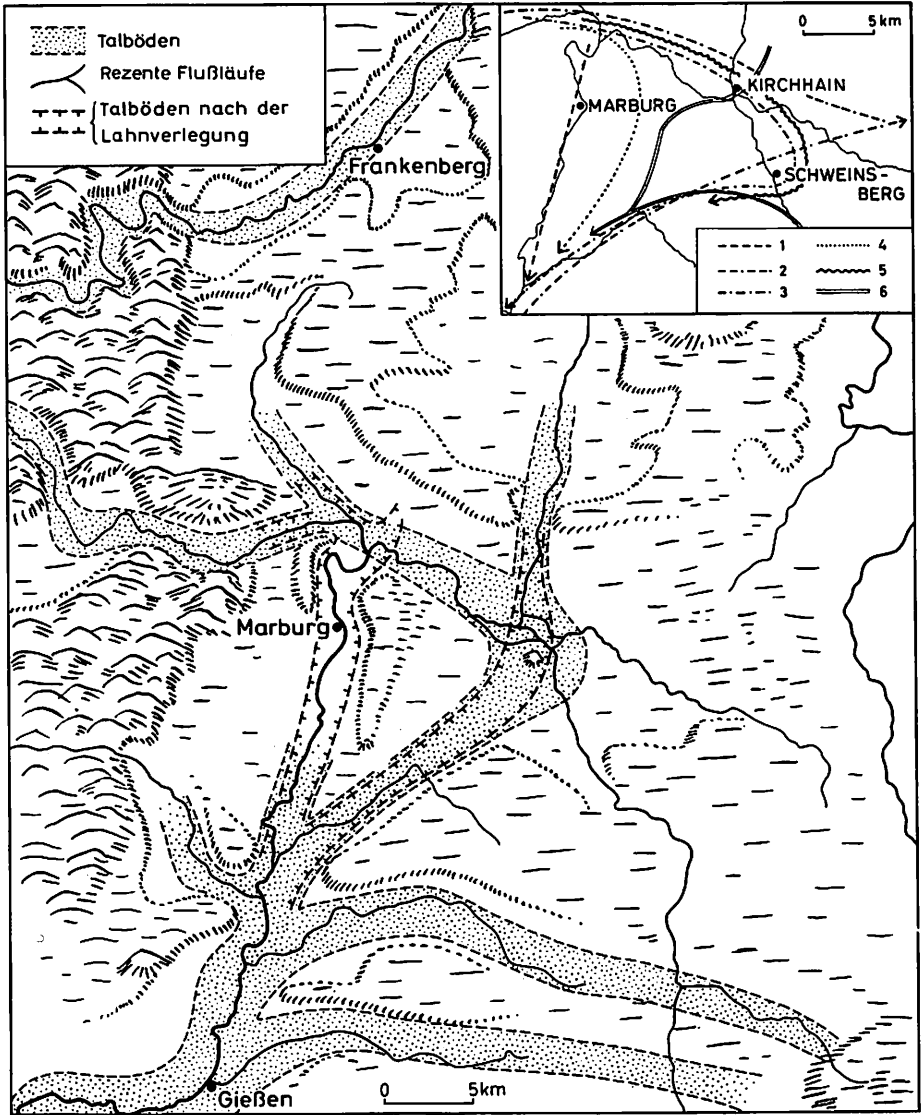 Talböden
Rezente Flußläufe
Talböden nach der
Lahnverlegung
0 5 km
KIRCHHAIN
MARBURG
SCHWEINS-
BERG
1 4
2 5
3 6
Frankenberg
Marburg
Gießen
0 5km